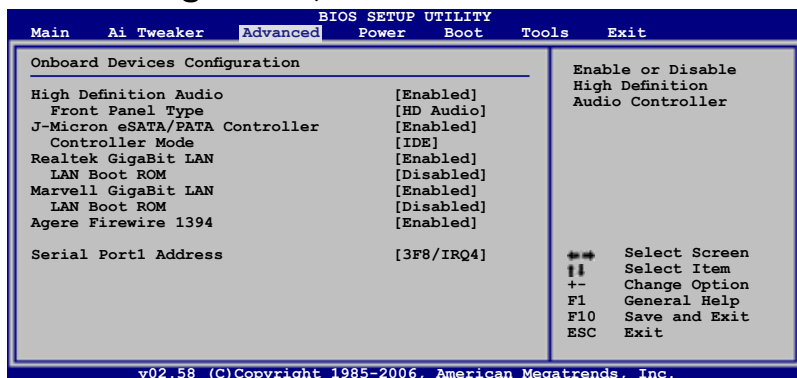 BIOS SETUP UTILITY
Main Ai Tweaker Advanced Power Boot Tools Exit
Onboard Devices Configuration
High Definition Audio [Enabled]
Front Panel Type [HD Audio]
J-Micron eSATA/PATA Controller [Enabled]
Controller Mode [IDE]
Realtek GigaBit LAN [Enabled]
LAN Boot ROM [Disabled]
Marvell GigaBit LAN [Enabled]
LAN Boot ROM [Disabled]
Agere Firewire 1394 [Enabled]
Serial Port1 Address [3F8/IRQ4]
Enable or Disable
High Definition
Audio Controller
Select Screen
Select Item
+- Change Option
F1 General Help
F10 Save and Exit
ESC Exit
v02.58 (C)Copyright 1985-2006, American Megatrends, Inc.